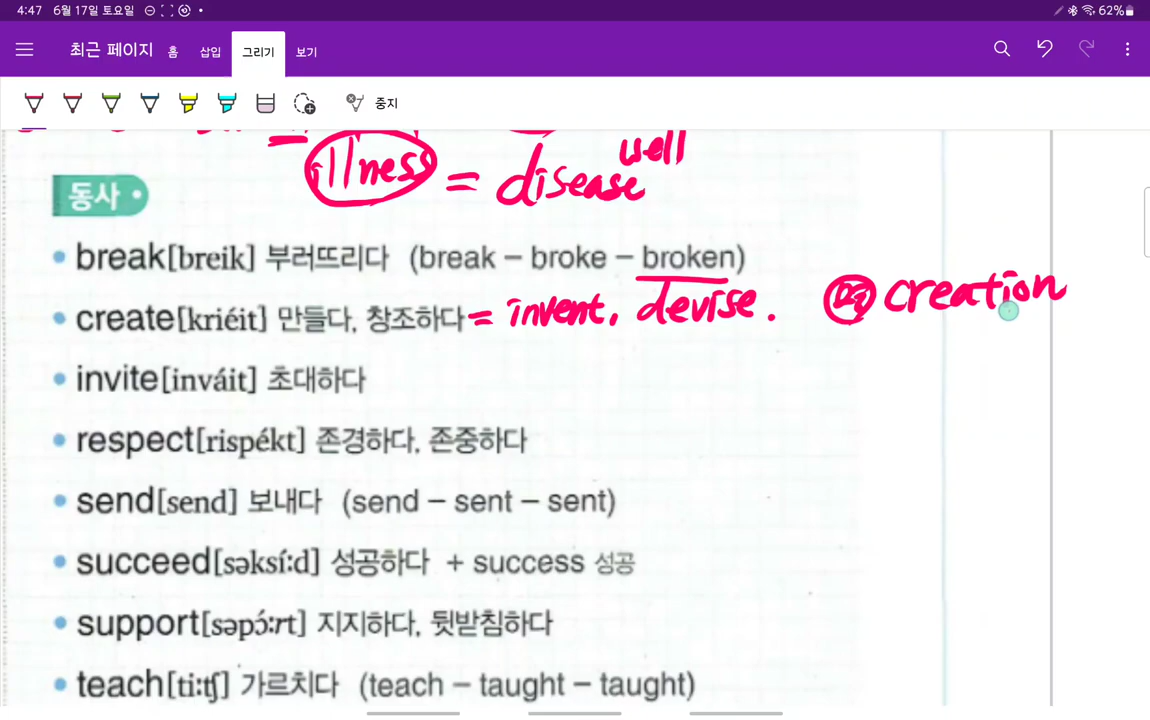 4:47 6월 17일 토요일 62%
최근 페이지 홈 삽입 그리기 보기
중지
illness = disease well
동사
break[breik] 부러뜨리다 (break – broke – broken)
create[kriéit] 만들다, 창조하다 = invent, devise. creation
invite[inváit] 초대하다
respect[rispékt] 존경하다, 존중하다
send[send] 보내다 (send – sent – sent)
succeed[səksíːd] 성공하다 + success 성공
support[səpɔ́ːrt] 지지하다, 뒷받침하다
teach[tiːtʃ] 가르치다 (teach – taught – taught)